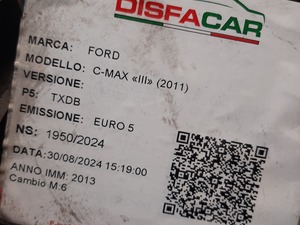 DISFACAR
MARCA: FORD
MODELLO: C-MAX «III» (2011)
VERSIONE:
P5: TXDB
EMISSIONE: EURO 5
NS: 1950/2024
DATA:30/08/2024 15:19:00
ANNO IMM: 2013
Cambio M.6